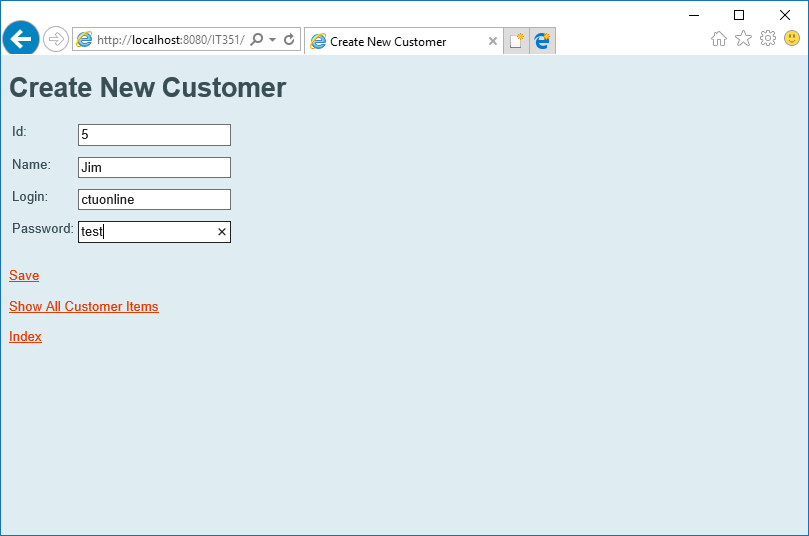 http://localhost:8080/IT351/
Create New Customer
Create New Customer
Id: 5
Name: Jim
Login: ctuonline
Password: test
Save
Show All Customer Items
Index